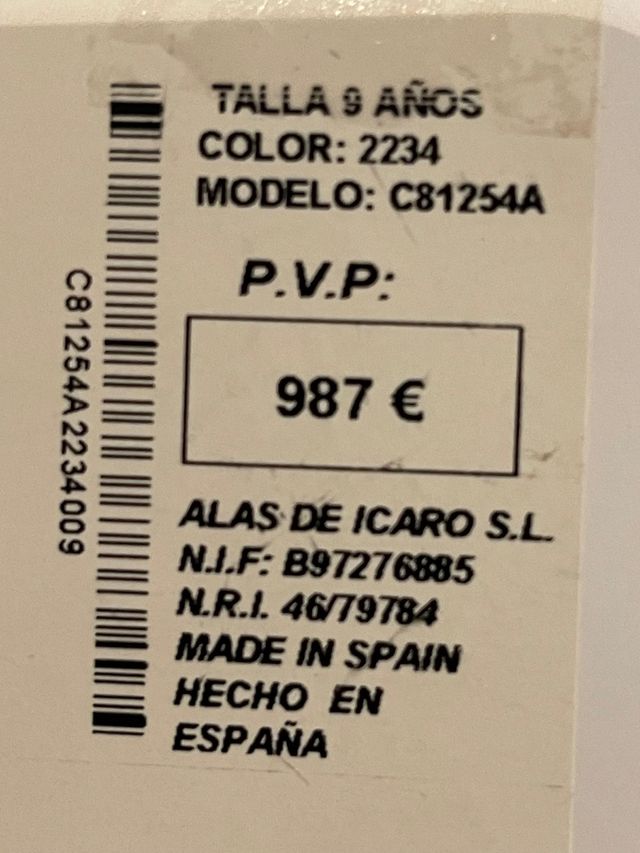 TALLA 9 AÑOS
COLOR: 2234
MODELO: C81254A
P.V.P:
987 €
ALAS DE ICARO S.L.
N.I.F: B97276885
N.R.I. 46/79784
MADE IN SPAIN
HECHO EN
ESPAÑA
C81254A2234009